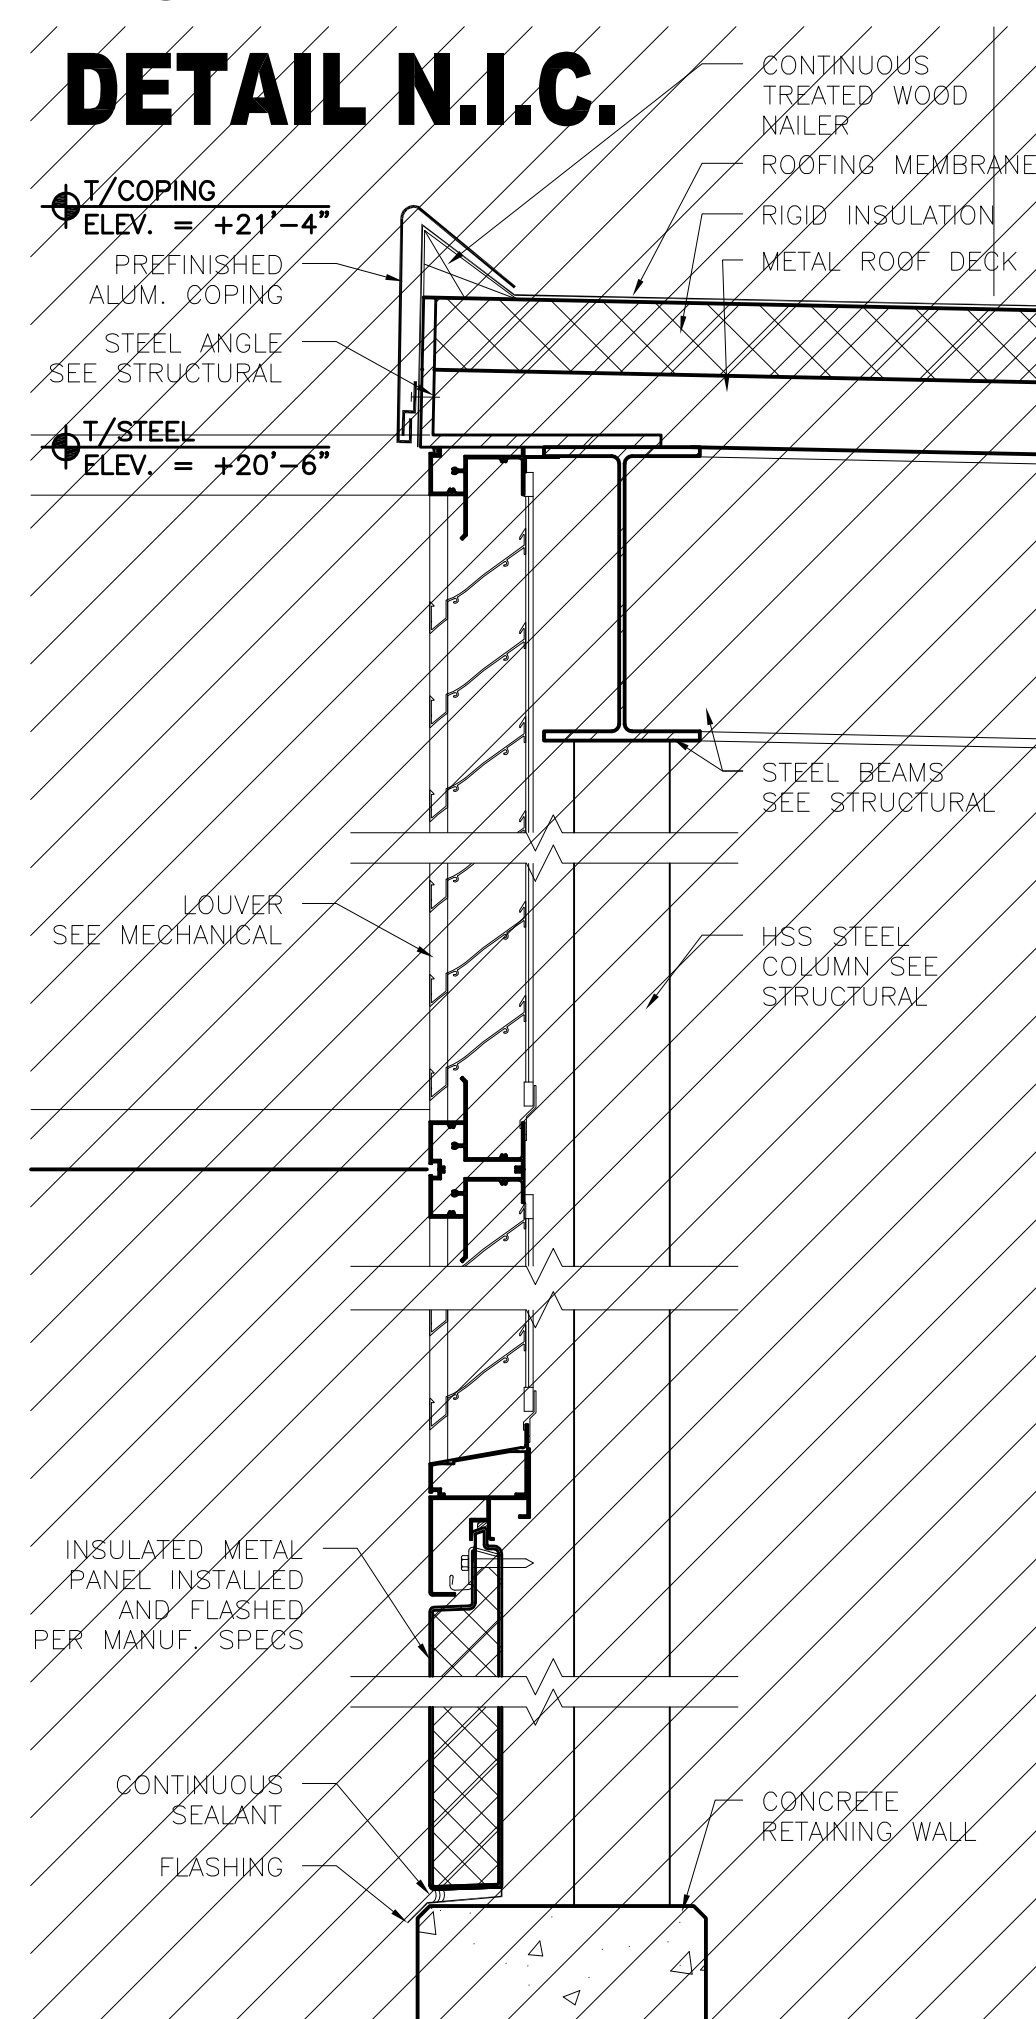 DETAIL N.I.C.
CONTINUOUS
TREATED WOOD
NAILER
ROOFING MEMBRANE
RIGID INSULATION
METAL ROOF DECK
T/COPING
ELEV. = +21'-4"
PREFINISHED
ALUM. COPING
STEEL ANGLE
SEE STRUCTURAL
T/STEEL
ELEV. = +20'-6"
STEEL BEAMS
SEE STRUCTURAL
LOUVER
SEE MECHANICAL
HSS STEEL
COLUMN SEE
STRUCTURAL
INSULATED METAL
PANEL INSTALLED
AND FLASHED
PER MANUF. SPECS
CONTINUOUS
SEALANT
FLASHING
CONCRETE
RETAINING WALL